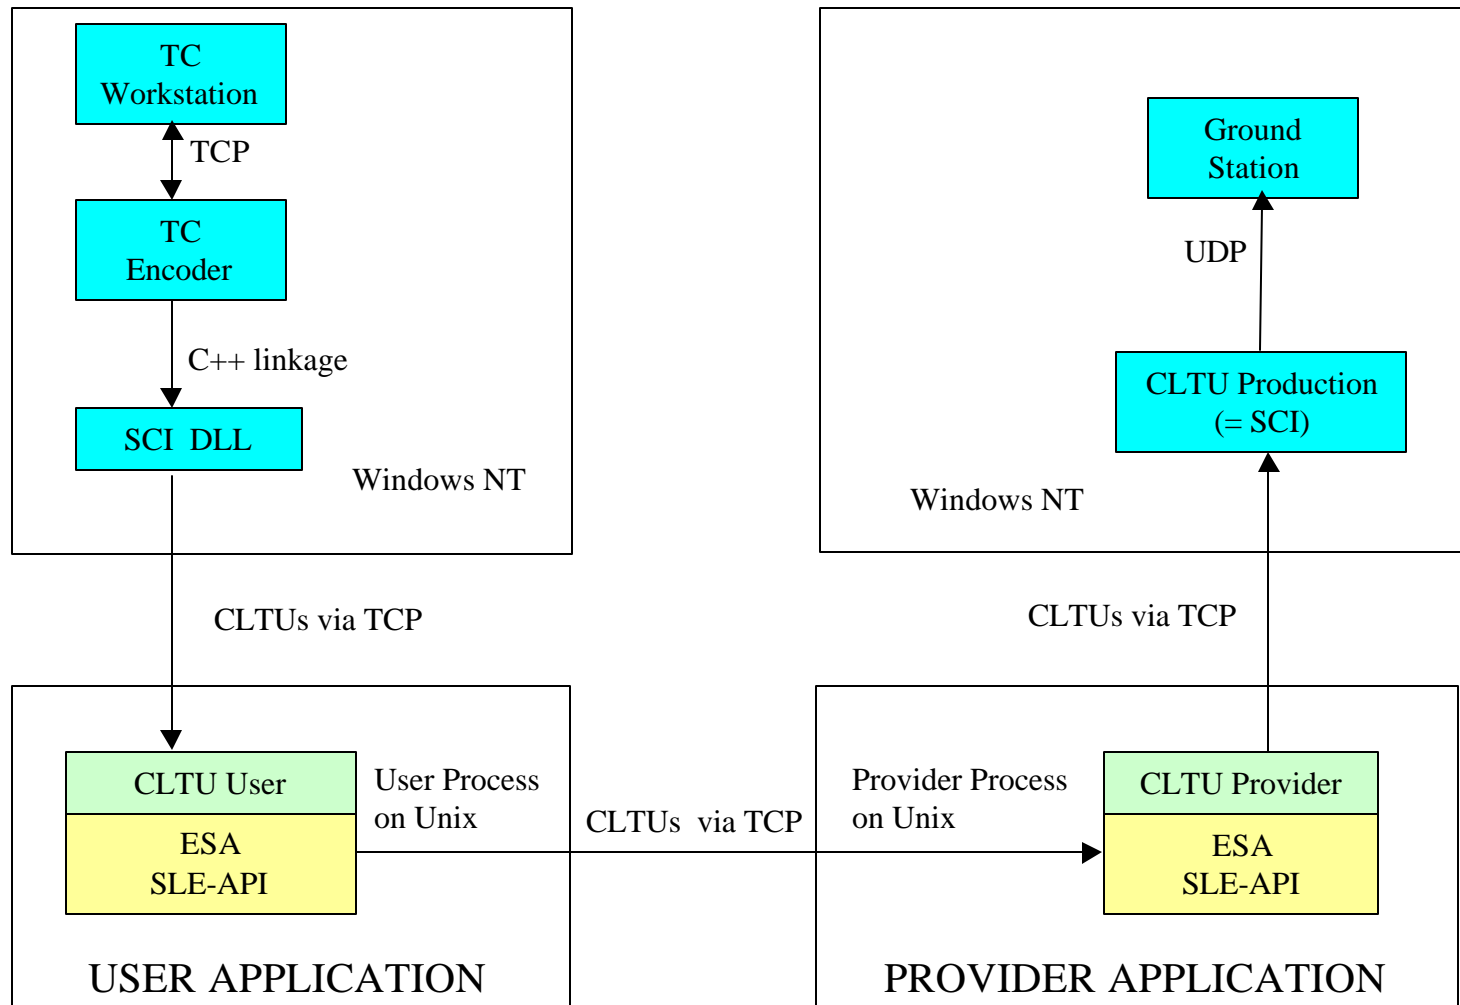 TC
Workstation
TCP
TC
Encoder
C++ linkage
SCI DLL
Windows NT
CLTUs via TCP
CLTU User
ESA
SLE-API
User Process
on Unix
USER APPLICATION
CLTUs via TCP
Ground
Station
UDP
CLTU Production
(= SCI)
Windows NT
CLTUs via TCP
Provider Process
on Unix
CLTU Provider
ESA
SLE-API
PROVIDER APPLICATION